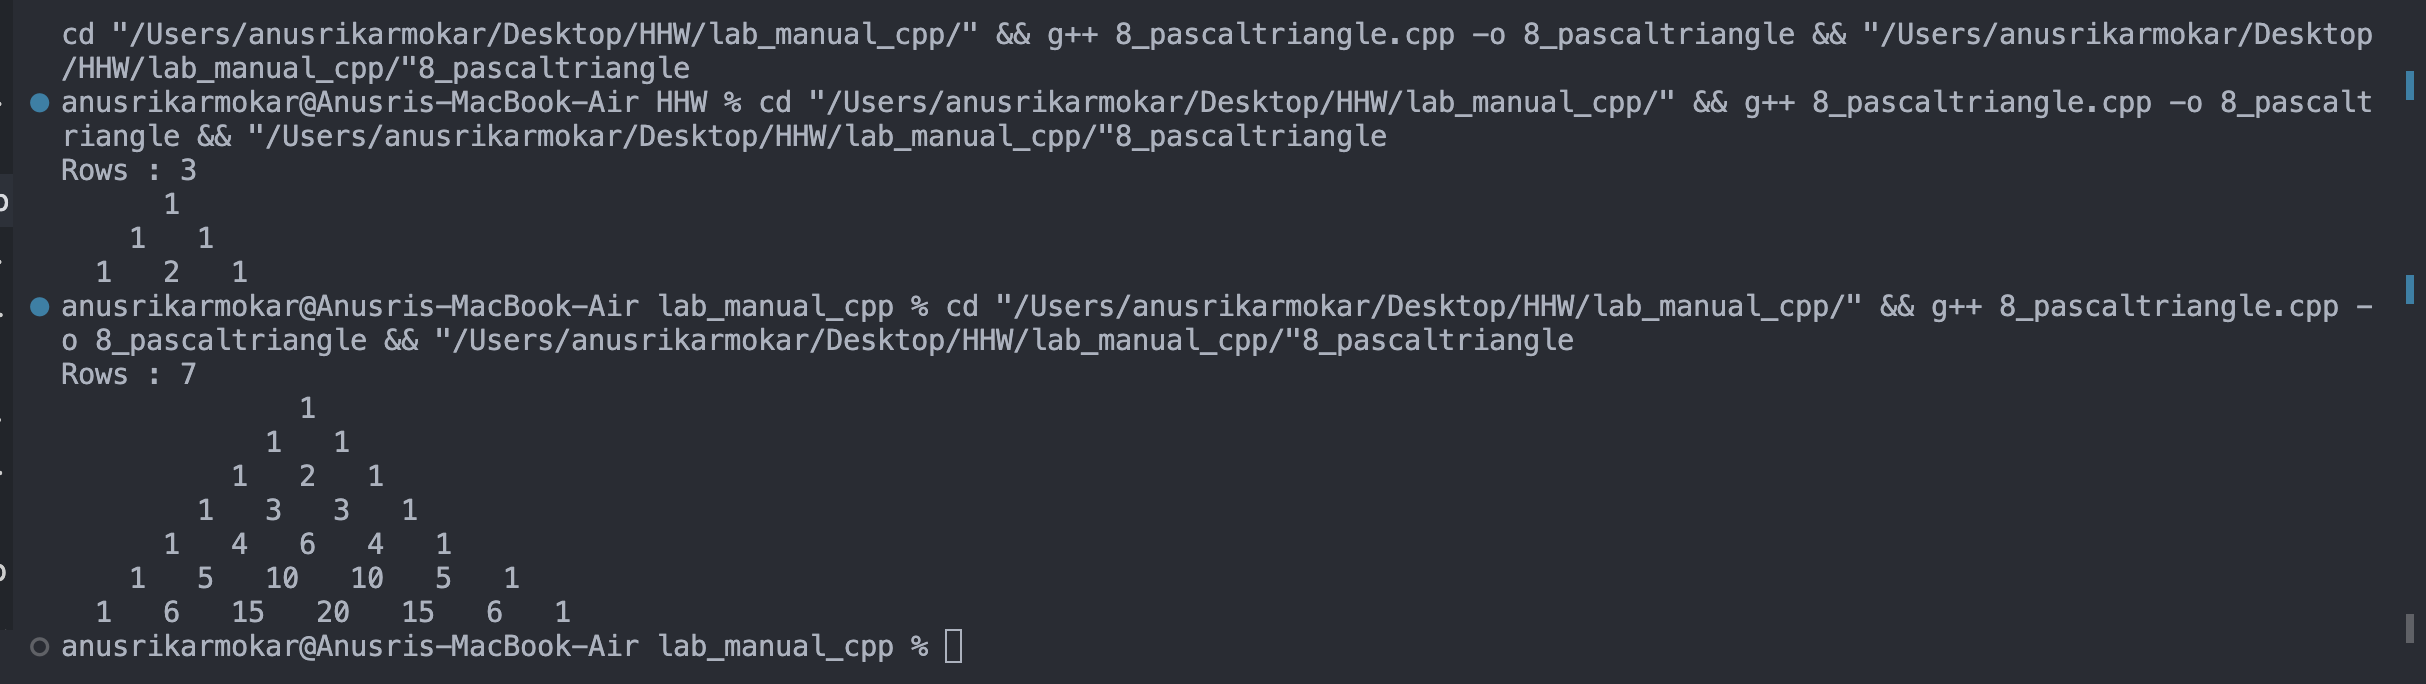 cd "/Users/anusrikarmokar/Desktop/HHW/lab_manual_cpp/" && g++ 8_pascaltriangle.cpp -o 8_pascaltriangle && "/Users/anusrikarmokar/Desktop
/HHW/lab_manual_cpp/"8_pascaltriangle
anusrikarmokar@Anusris-MacBook-Air HHW % cd "/Users/anusrikarmokar/Desktop/HHW/lab_manual_cpp/" && g++ 8_pascaltriangle.cpp -o 8_pascalt
riangle && "/Users/anusrikarmokar/Desktop/HHW/lab_manual_cpp/"8_pascaltriangle
Rows : 3
      1
    1   1
  1   2   1
anusrikarmokar@Anusris-MacBook-Air lab_manual_cpp % cd "/Users/anusrikarmokar/Desktop/HHW/lab_manual_cpp/" && g++ 8_pascaltriangle.cpp -
o 8_pascaltriangle && "/Users/anusrikarmokar/Desktop/HHW/lab_manual_cpp/"8_pascaltriangle
Rows : 7
              1
            1   1
          1   2   1
        1   3   3   1
      1   4   6   4   1
    1   5   10   10   5   1
  1   6   15   20   15   6   1
anusrikarmokar@Anusris-MacBook-Air lab_manual_cpp %